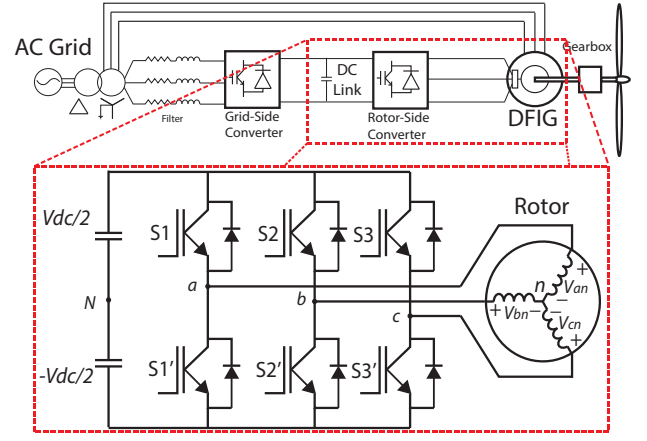 AC Grid
Gearbox
DC
Link
DFIG
Filter
Grid-Side
Converter
Rotor-Side
Converter
Vdc/2
S1
S2
S3
Rotor
a
n
Van
N
b
+ Vbn −
c
Vcn
-Vdc/2
S1′
S2′
S3′